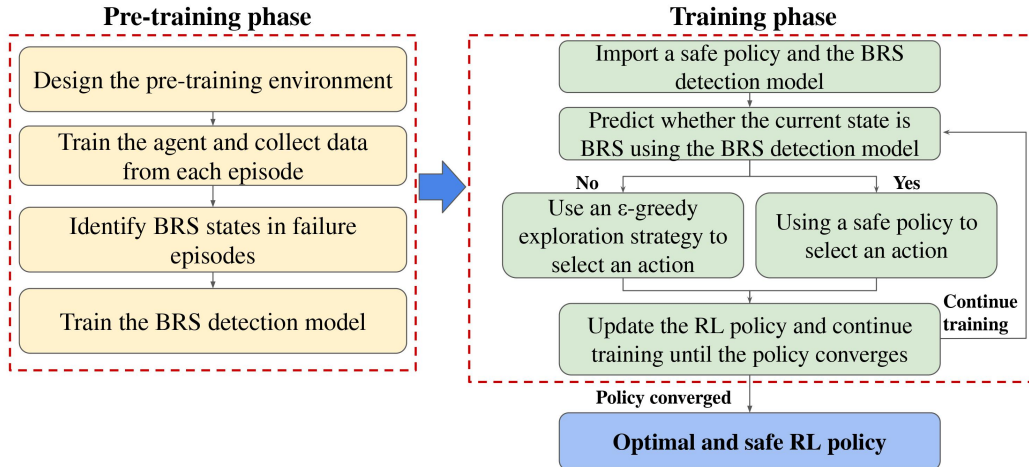 Pre-training phase
Design the pre-training environment
Train the agent and collect data
from each episode
Identify BRS states in failure
episodes
Train the BRS detection model
Training phase
Import a safe policy and the BRS
detection model
Predict whether the current state is
BRS using the BRS detection model
No
Yes
Use an ε-greedy
exploration strategy to
select an action
Using a safe policy to
select an action
Continue
training
Update the RL policy and continue
training until the policy converges
Policy converged
Optimal and safe RL policy